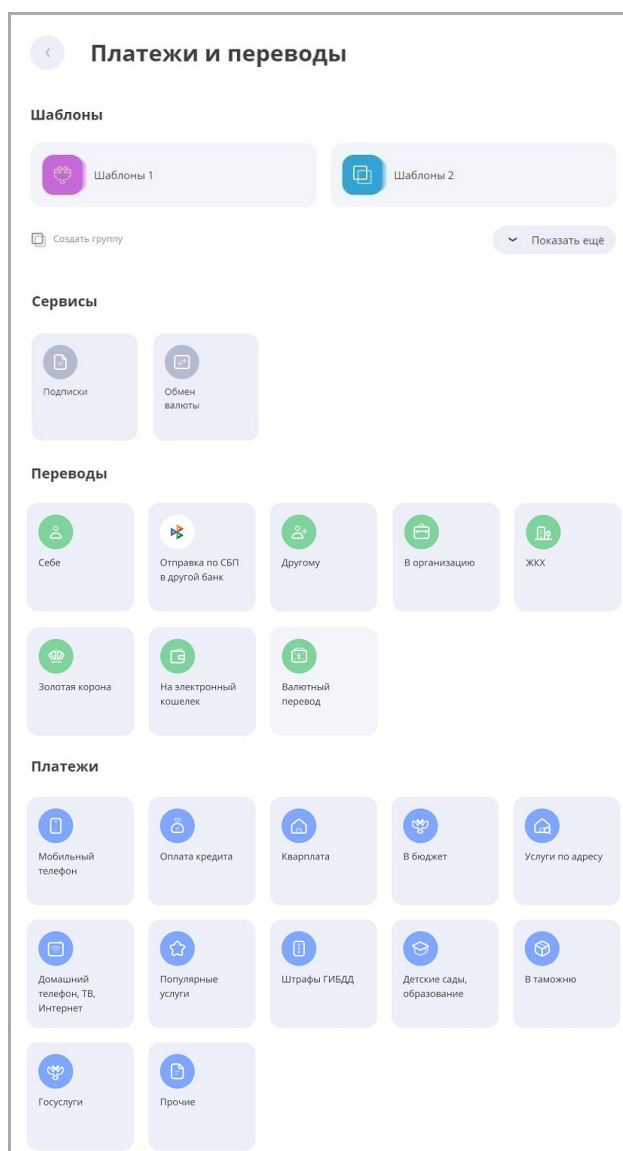 Платежи и переводы
Шаблоны
Шаблоны 1
Шаблоны 2
Создать группу
Показать ещё
Сервисы
Подписки
Обмен
валюты
Переводы
Себе
Отправка по СБП
в другой банк
Другому
В организацию
ЖКХ
Золотая корона
На электронный
кошелек
Валютный
перевод
Платежи
Мобильный
телефон
Оплата кредита
Кварплата
В бюджет
Услуги по адресу
Домашний
телефон, ТВ,
Интернет
Популярные
услуги
Штрафы ГИБДД
Детские сады,
образование
В таможню
Госуслуги
Прочие